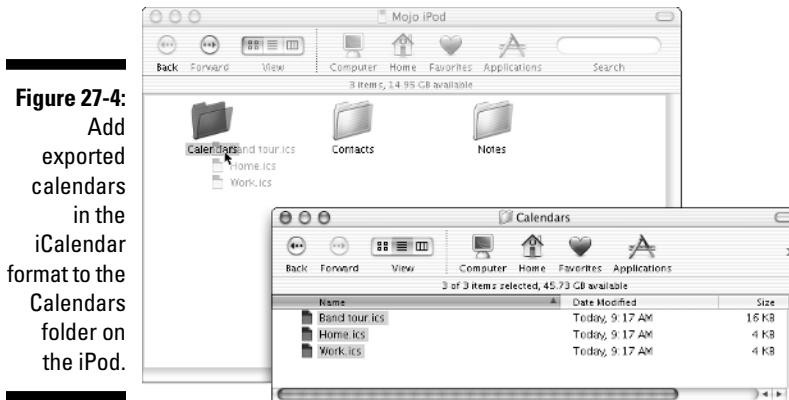 Figure 27-4:
Add
exported
calendars
in the
iCalendar
format to the
Calendars
folder on
the iPod.
Mojo iPod
Back Forward View Computer Home Favorites Applications Search
3 items, 14.95 GB available
Calendars Contacts Notes
Band tour.ics
Home.ics
Work.ics
Calendars
Back Forward View Computer Home Favorites Applications
3 of 3 items selected, 45.73 GB available
Name Date Modified Size
Band tour.ics Today, 9:17 AM 16 KB
Home.ics Today, 9:17 AM 4 KB
Work.ics Today, 9:17 AM 4 KB